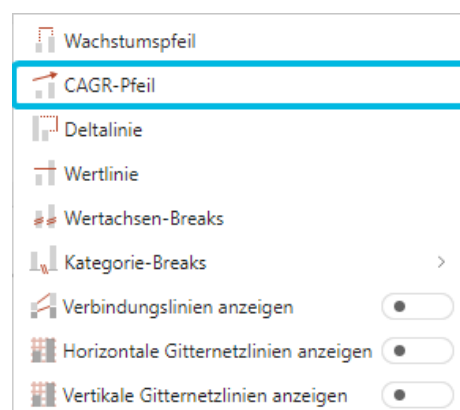 Wachstumspfeil
CAGR-Pfeil
Deltalinie
Wertlinie
Wertachsen-Breaks
Kategorie-Breaks
Verbindungslinien anzeigen
Horizontale Gitternetzlinien anzeigen
Vertikale Gitternetzlinien anzeigen